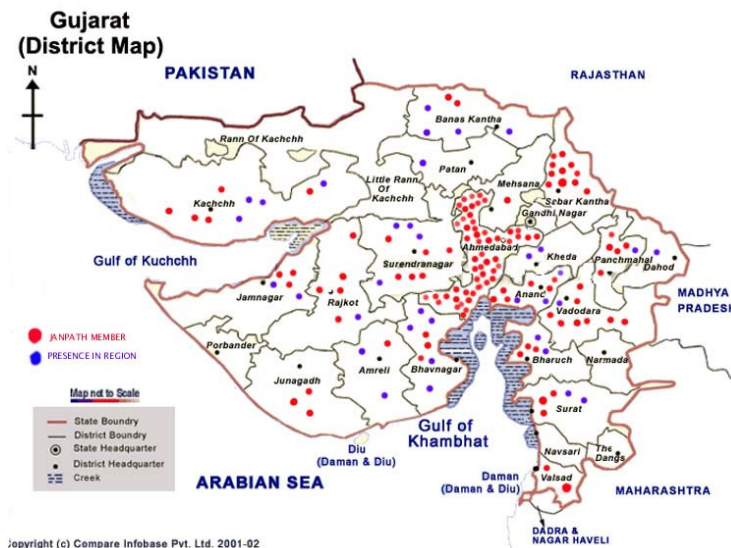 Gujarat
(District Map)
N
PAKISTAN
RAJASTHAN
Banas Kantha
Rann Of Kachchh
Patan
Little Rann
Of
Kachchh
Mehsana
Sabar Kantha
Gandhi Nagar
Kachchh
Ahmedabad
Gulf of Kuchchh
Surendranagar
Kheda
Panchmahal
Dahod
Jamnagar
Rajkot
Anand
Vadodara
MADHYA
PRADESH
JANPATH MEMBER
PRESENCE IN REGION
Porbander
Junagadh
Amreli
Bhavnagar
Bharuch
Narmada
Map not to Scale
State Boundry
District Boundry
State Headquarter
District Headquarter
Creek
Gulf of
Khambhat
Surat
Diu
(Daman & Diu)
Navsari
The
Dangs
Valsad
Daman
(Daman & Diu)
ARABIAN SEA
MAHARASHTRA
DADRA &
NAGAR HAVELI
Copyright (c) Compare Infobase Pvt. Ltd. 2001-02